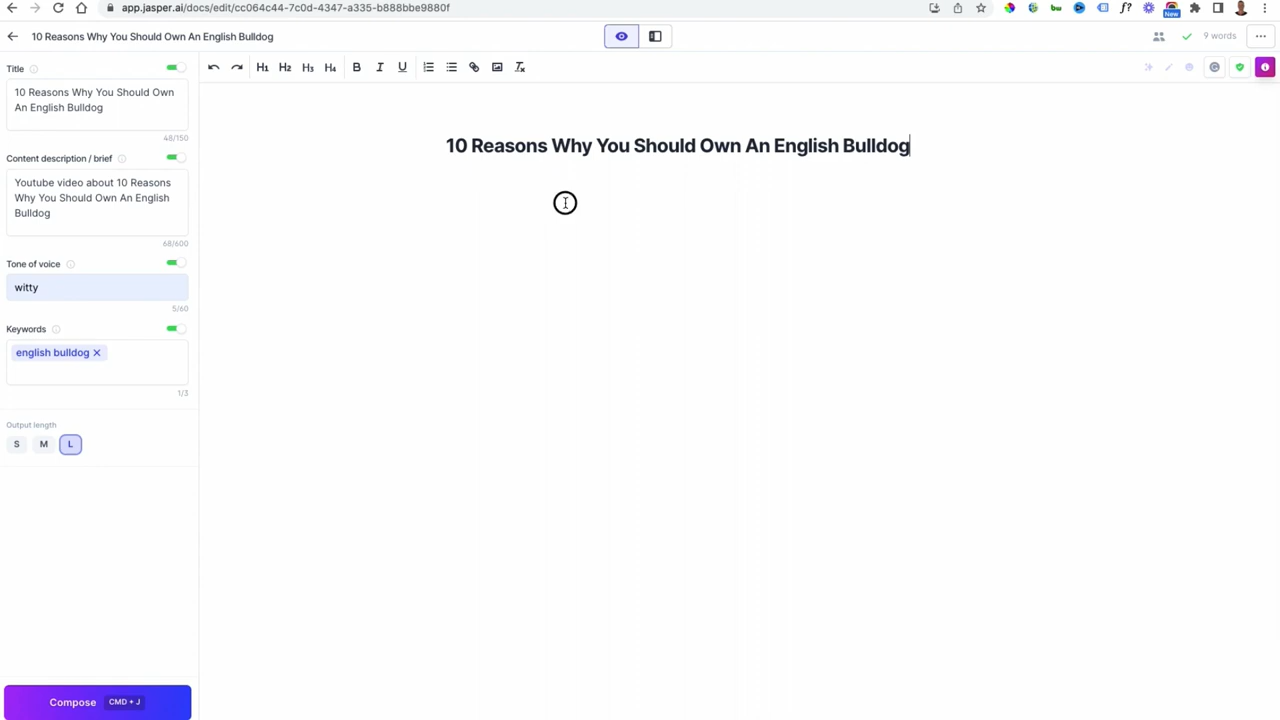 app.jasper.ai/docs/edit/cc064c44-7c0d-4347-a335-b888bbe9880f
f?
New
10 Reasons Why You Should Own An English Bulldog
9 words
Title
10 Reasons Why You Should Own
An English Bulldog
48/150
Content description / brief
Youtube video about 10 Reasons
Why You Should Own An English
Bulldog
68/600
Tone of voice
witty
5/60
Keywords
english bulldog
1/3
Output length
S M L
Compose CMD + J
H1 H2 H3 H4 B I U
10 Reasons Why You Should Own An English Bulldog